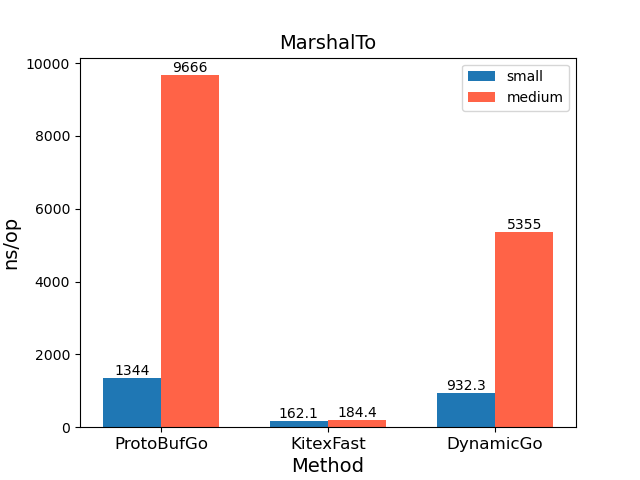 MarshalTo
small
medium
10000
8000
6000
4000
2000
0
ns/op
1344
9666
162.1
184.4
932.3
5355
ProtoBufGo
KitexFast
DynamicGo
Method